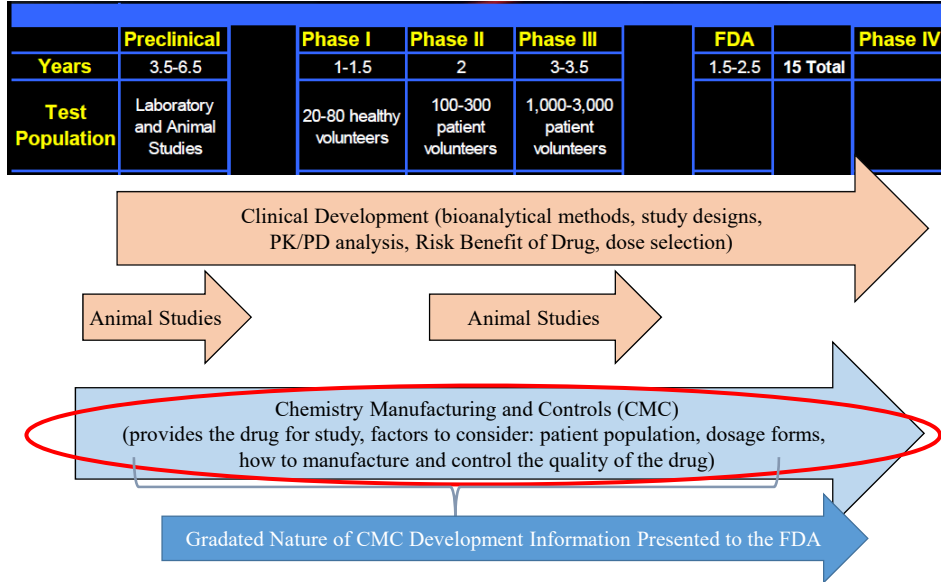 Preclinical Phase I Phase II Phase III FDA Phase IV
Years 3.5-6.5 1-1.5 2 3-3.5 1.5-2.5 15 Total
Test
Population
Laboratory
and Animal
Studies
20-80 healthy
volunteers
100-300
patient
volunteers
1,000-3,000
patient
volunteers
Clinical Development (bioanalytical methods, study designs,
PK/PD analysis, Risk Benefit of Drug, dose selection)
Animal Studies
Animal Studies
Chemistry Manufacturing and Controls (CMC)
(provides the drug for study, factors to consider: patient population, dosage forms,
how to manufacture and control the quality of the drug)
Gradated Nature of CMC Development Information Presented to the FDA